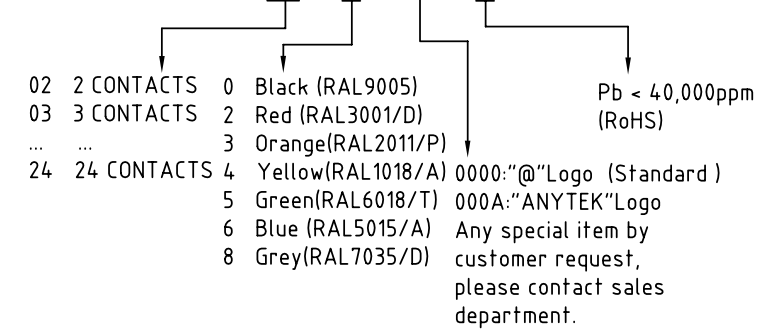 02 2 CONTACTS
03 3 CONTACTS
... ...
24 24 CONTACTS
0 Black (RAL9005)
2 Red (RAL3001/D)
3 Orange(RAL2011/P)
4 Yellow(RAL1018/A)
5 Green(RAL6018/T)
6 Blue (RAL5015/A)
8 Grey(RAL7035/D)
0000:"@"Logo (Standard )
000A:"ANYTEK"Logo
Any special item by
customer request,
please contact sales
department.
Pb < 40,000ppm
(RoHS)